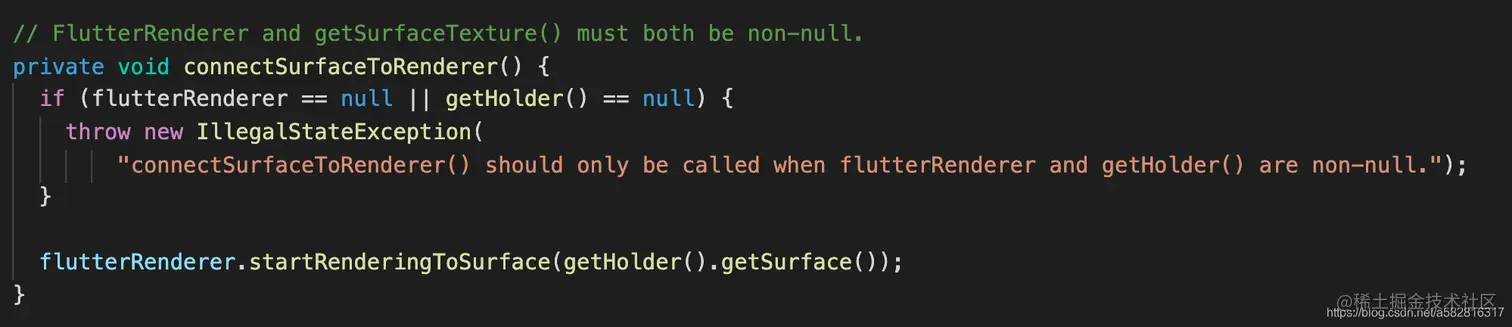 // FlutterRenderer and getSurfaceTexture() must both be non-null.
private void connectSurfaceToRenderer() {
if (flutterRenderer == null || getHolder() == null) {
throw new IllegalStateException(
"connectSurfaceToRenderer() should only be called when flutterRenderer and getHolder() are non-null.");
}
flutterRenderer.startRenderingToSurface(getHolder().getSurface());
}
@稀土掘金技术社区
https://blog.csdn.net/a582816317